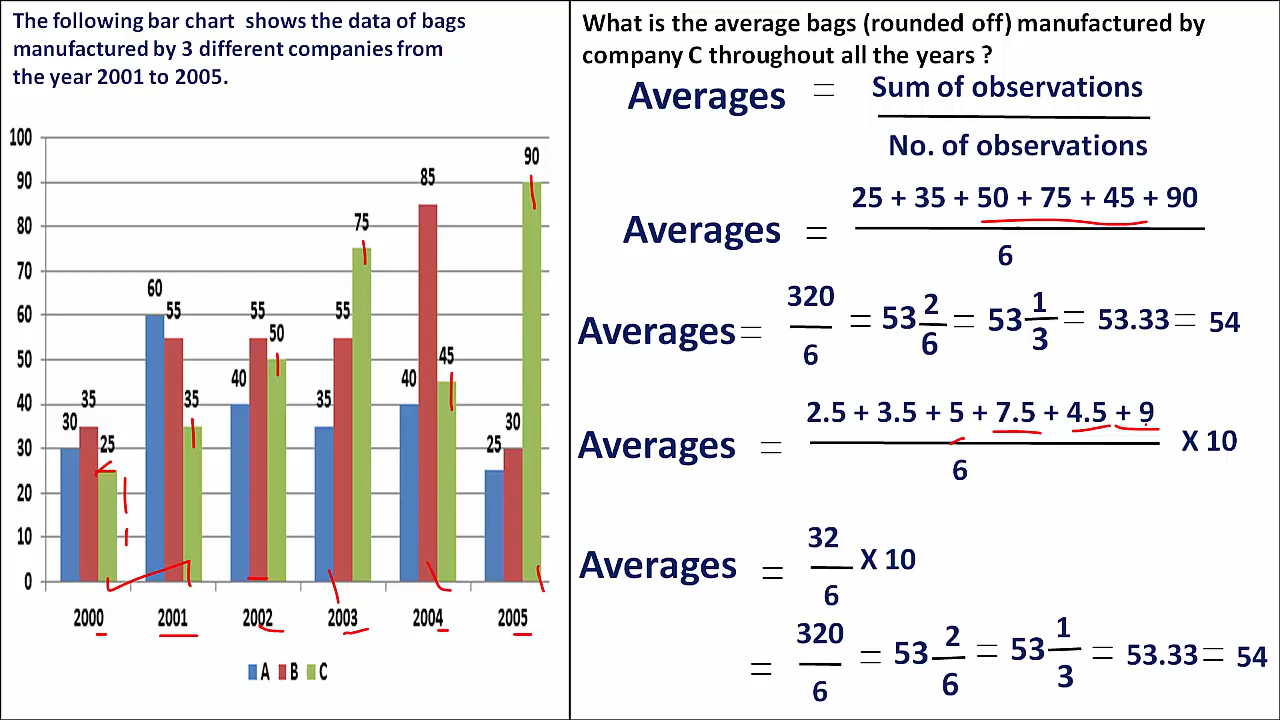 The following bar chart shows the data of bags
manufactured by 3 different companies from
the year 2001 to 2005.
100
90
80
70
60
50
40
30
20
10
0
30 35 25
60 55 35
40 55 50
35 55 75
40 85 45
25 30 90
2000 2001 2002 2003 2004 2005
A B C
What is the average bags (rounded off) manufactured by
company C throughout all the years ?
Averages = Sum of observations
No. of observations
Averages = 25 + 35 + 50 + 75 + 45 + 90
6
Averages = 320/6 = 53 2/6 = 53 1/3 = 53.33 = 54
Averages = 2.5 + 3.5 + 5 + 7.5 + 4.5 + 9
6 X 10
Averages = 32/6 X 10
= 320/6 = 53 2/6 = 53 1/3 = 53.33 = 54